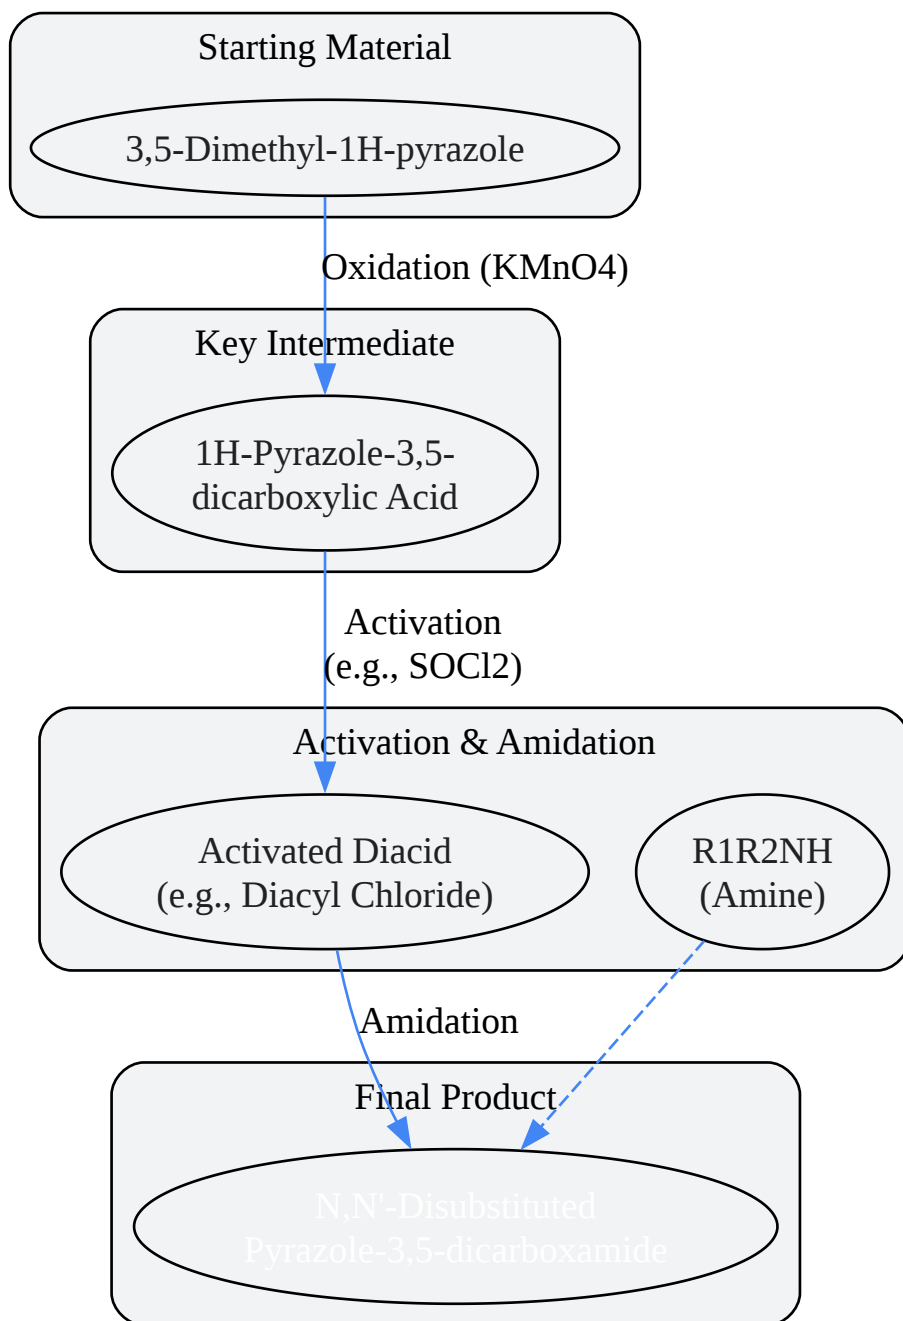 Starting Material
3,5-Dimethyl-1H-pyrazole
Oxidation (KMnO4)
Key Intermediate
1H-Pyrazole-3,5-
dicarboxylic Acid
Activation
(e.g., SOCl2)
Activation & Amidation
Activated Diacid
(e.g., Diacyl Chloride)
R1R2NH
(Amine)
Amidation
Final Product
N,N'-Disubstituted
Pyrazole-3,5-dicarboxamide